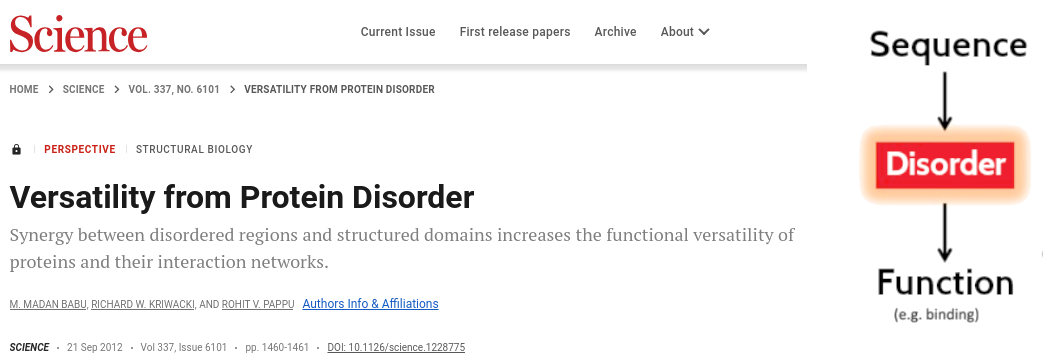 Science
Current Issue First release papers Archive About
HOME > SCIENCE > VOL. 337, NO. 6101 > VERSATILITY FROM PROTEIN DISORDER
PERSPECTIVE | STRUCTURAL BIOLOGY
Versatility from Protein Disorder
Synergy between disordered regions and structured domains increases the functional versatility of
proteins and their interaction networks.
M. MADAN BABU, RICHARD W. KRIWACKI, AND ROHIT V. PAPPU Authors Info & Affiliations
SCIENCE • 21 Sep 2012 • Vol 337, Issue 6101 • pp. 1460-1461 • DOI: 10.1126/science.1228775
Sequence
Disorder
Function
(e.g. binding)